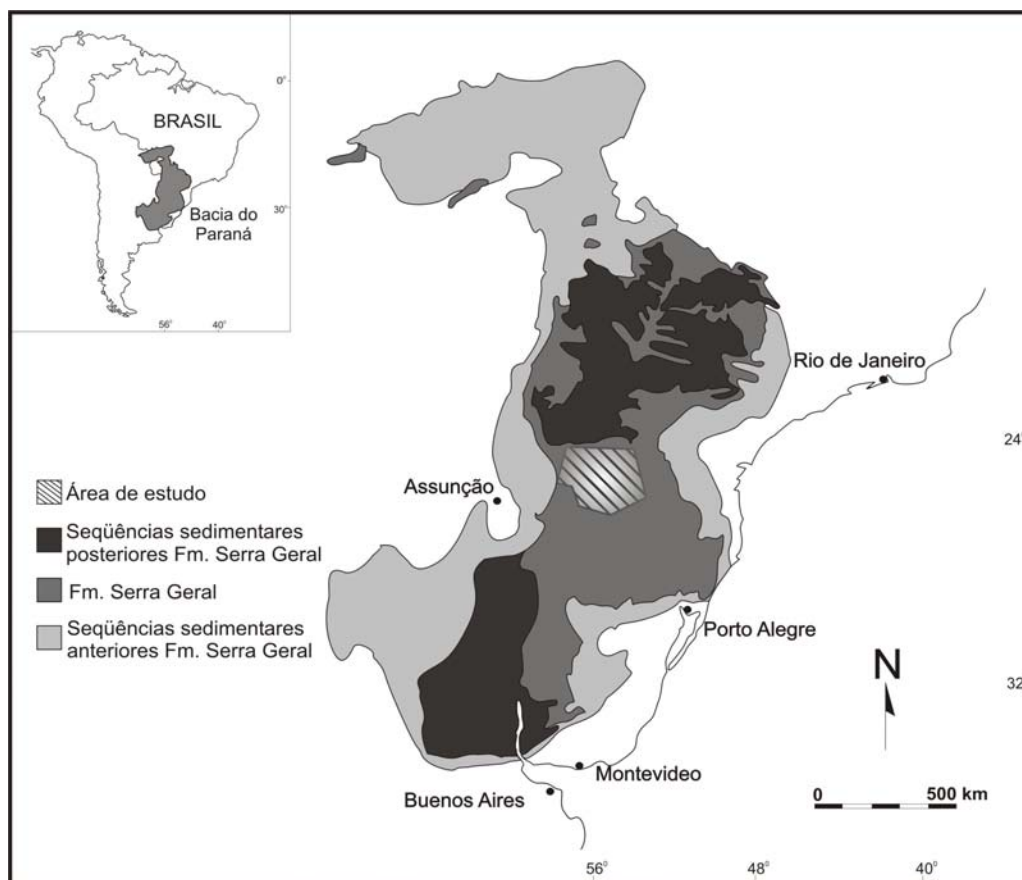 BRASIL
Bacia do
Paraná
0°
30°
56°
40°
Rio de Janeiro
24°
Assunção
Área de estudo
Seqüências sedimentares
posteriores Fm. Serra Geral
Fm. Serra Geral
Seqüências sedimentares
anteriores Fm. Serra Geral
Porto Alegre
N
32
Montevideo
Buenos Aires
0 500 km
56°
48°
40°